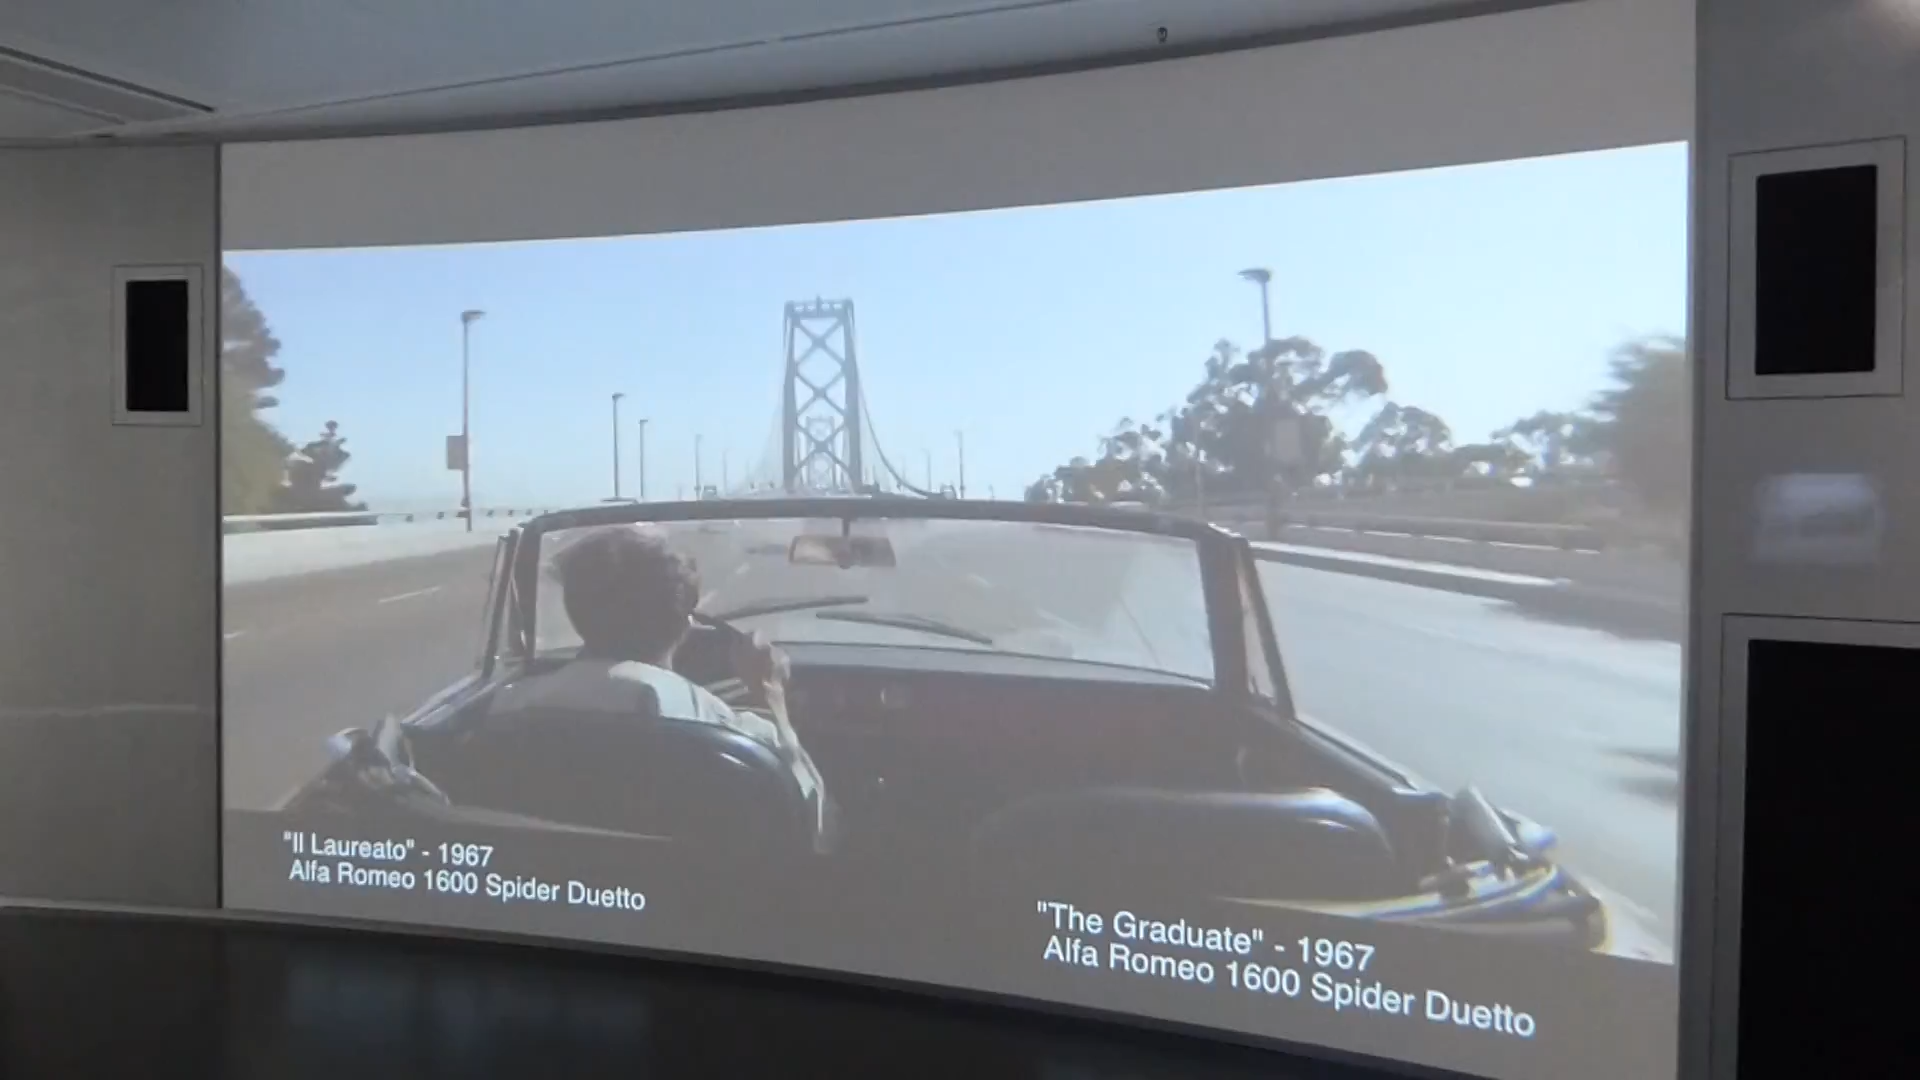 "Il Laureato" - 1967
Alfa Romeo 1600 Spider Duetto
"The Graduate" - 1967
Alfa Romeo 1600 Spider Duetto